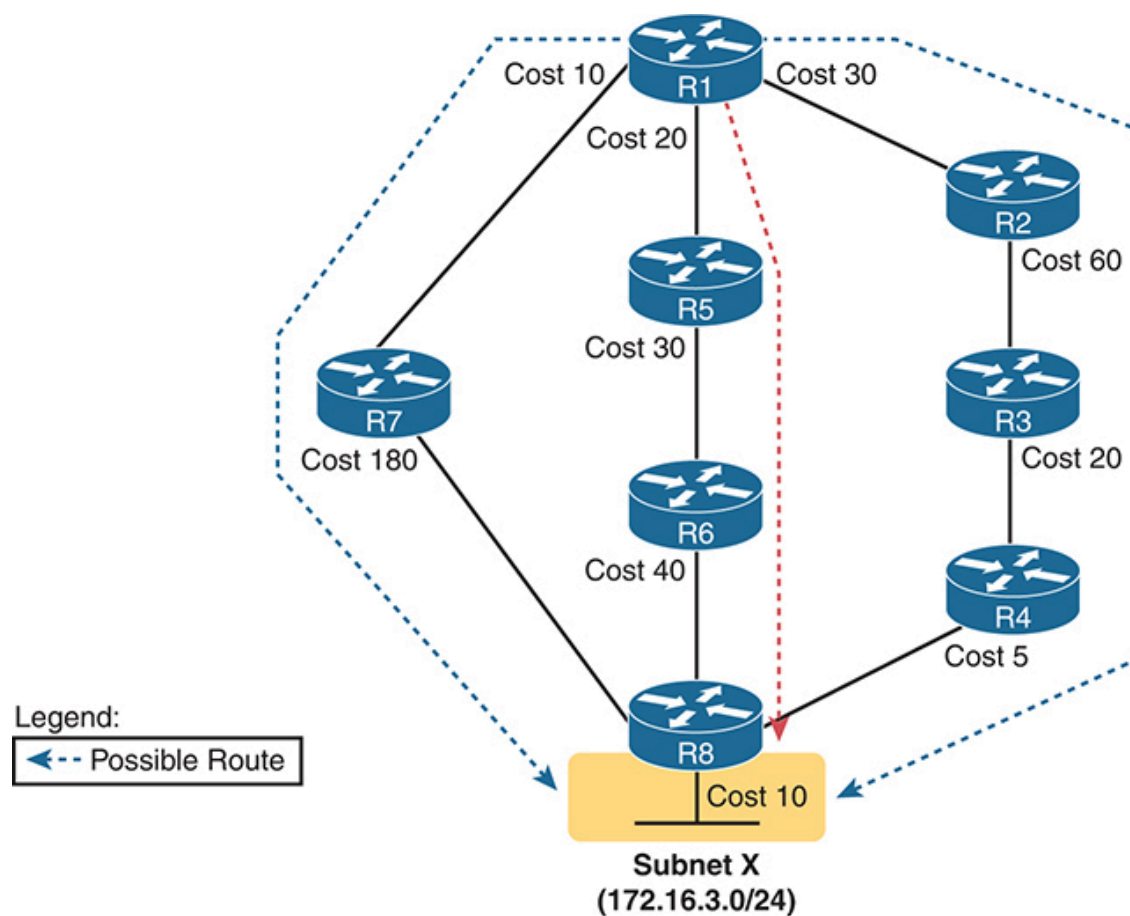 R1
Cost 10
Cost 30
Cost 20
R2
Cost 60
R5
Cost 30
R7
Cost 180
R3
Cost 20
R6
Cost 40
R4
Cost 5
R8
Cost 10
Legend:
Possible Route
Subnet X
(172.16.3.0/24)